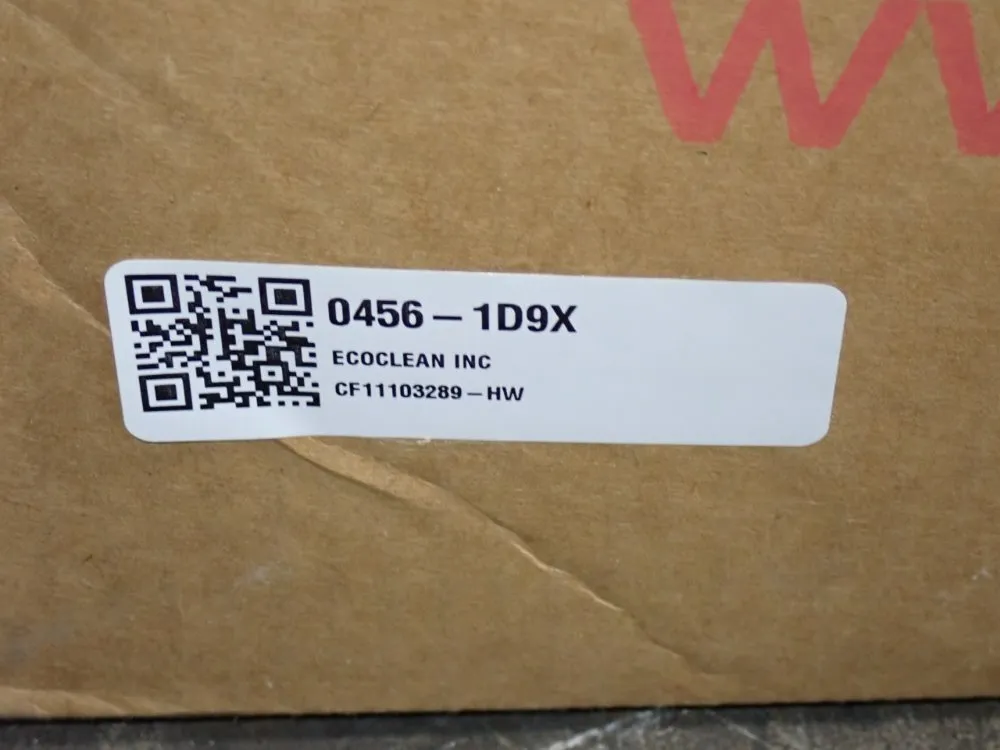 0456-1D9X
ECOCLEAN INC
CF11103289-HW